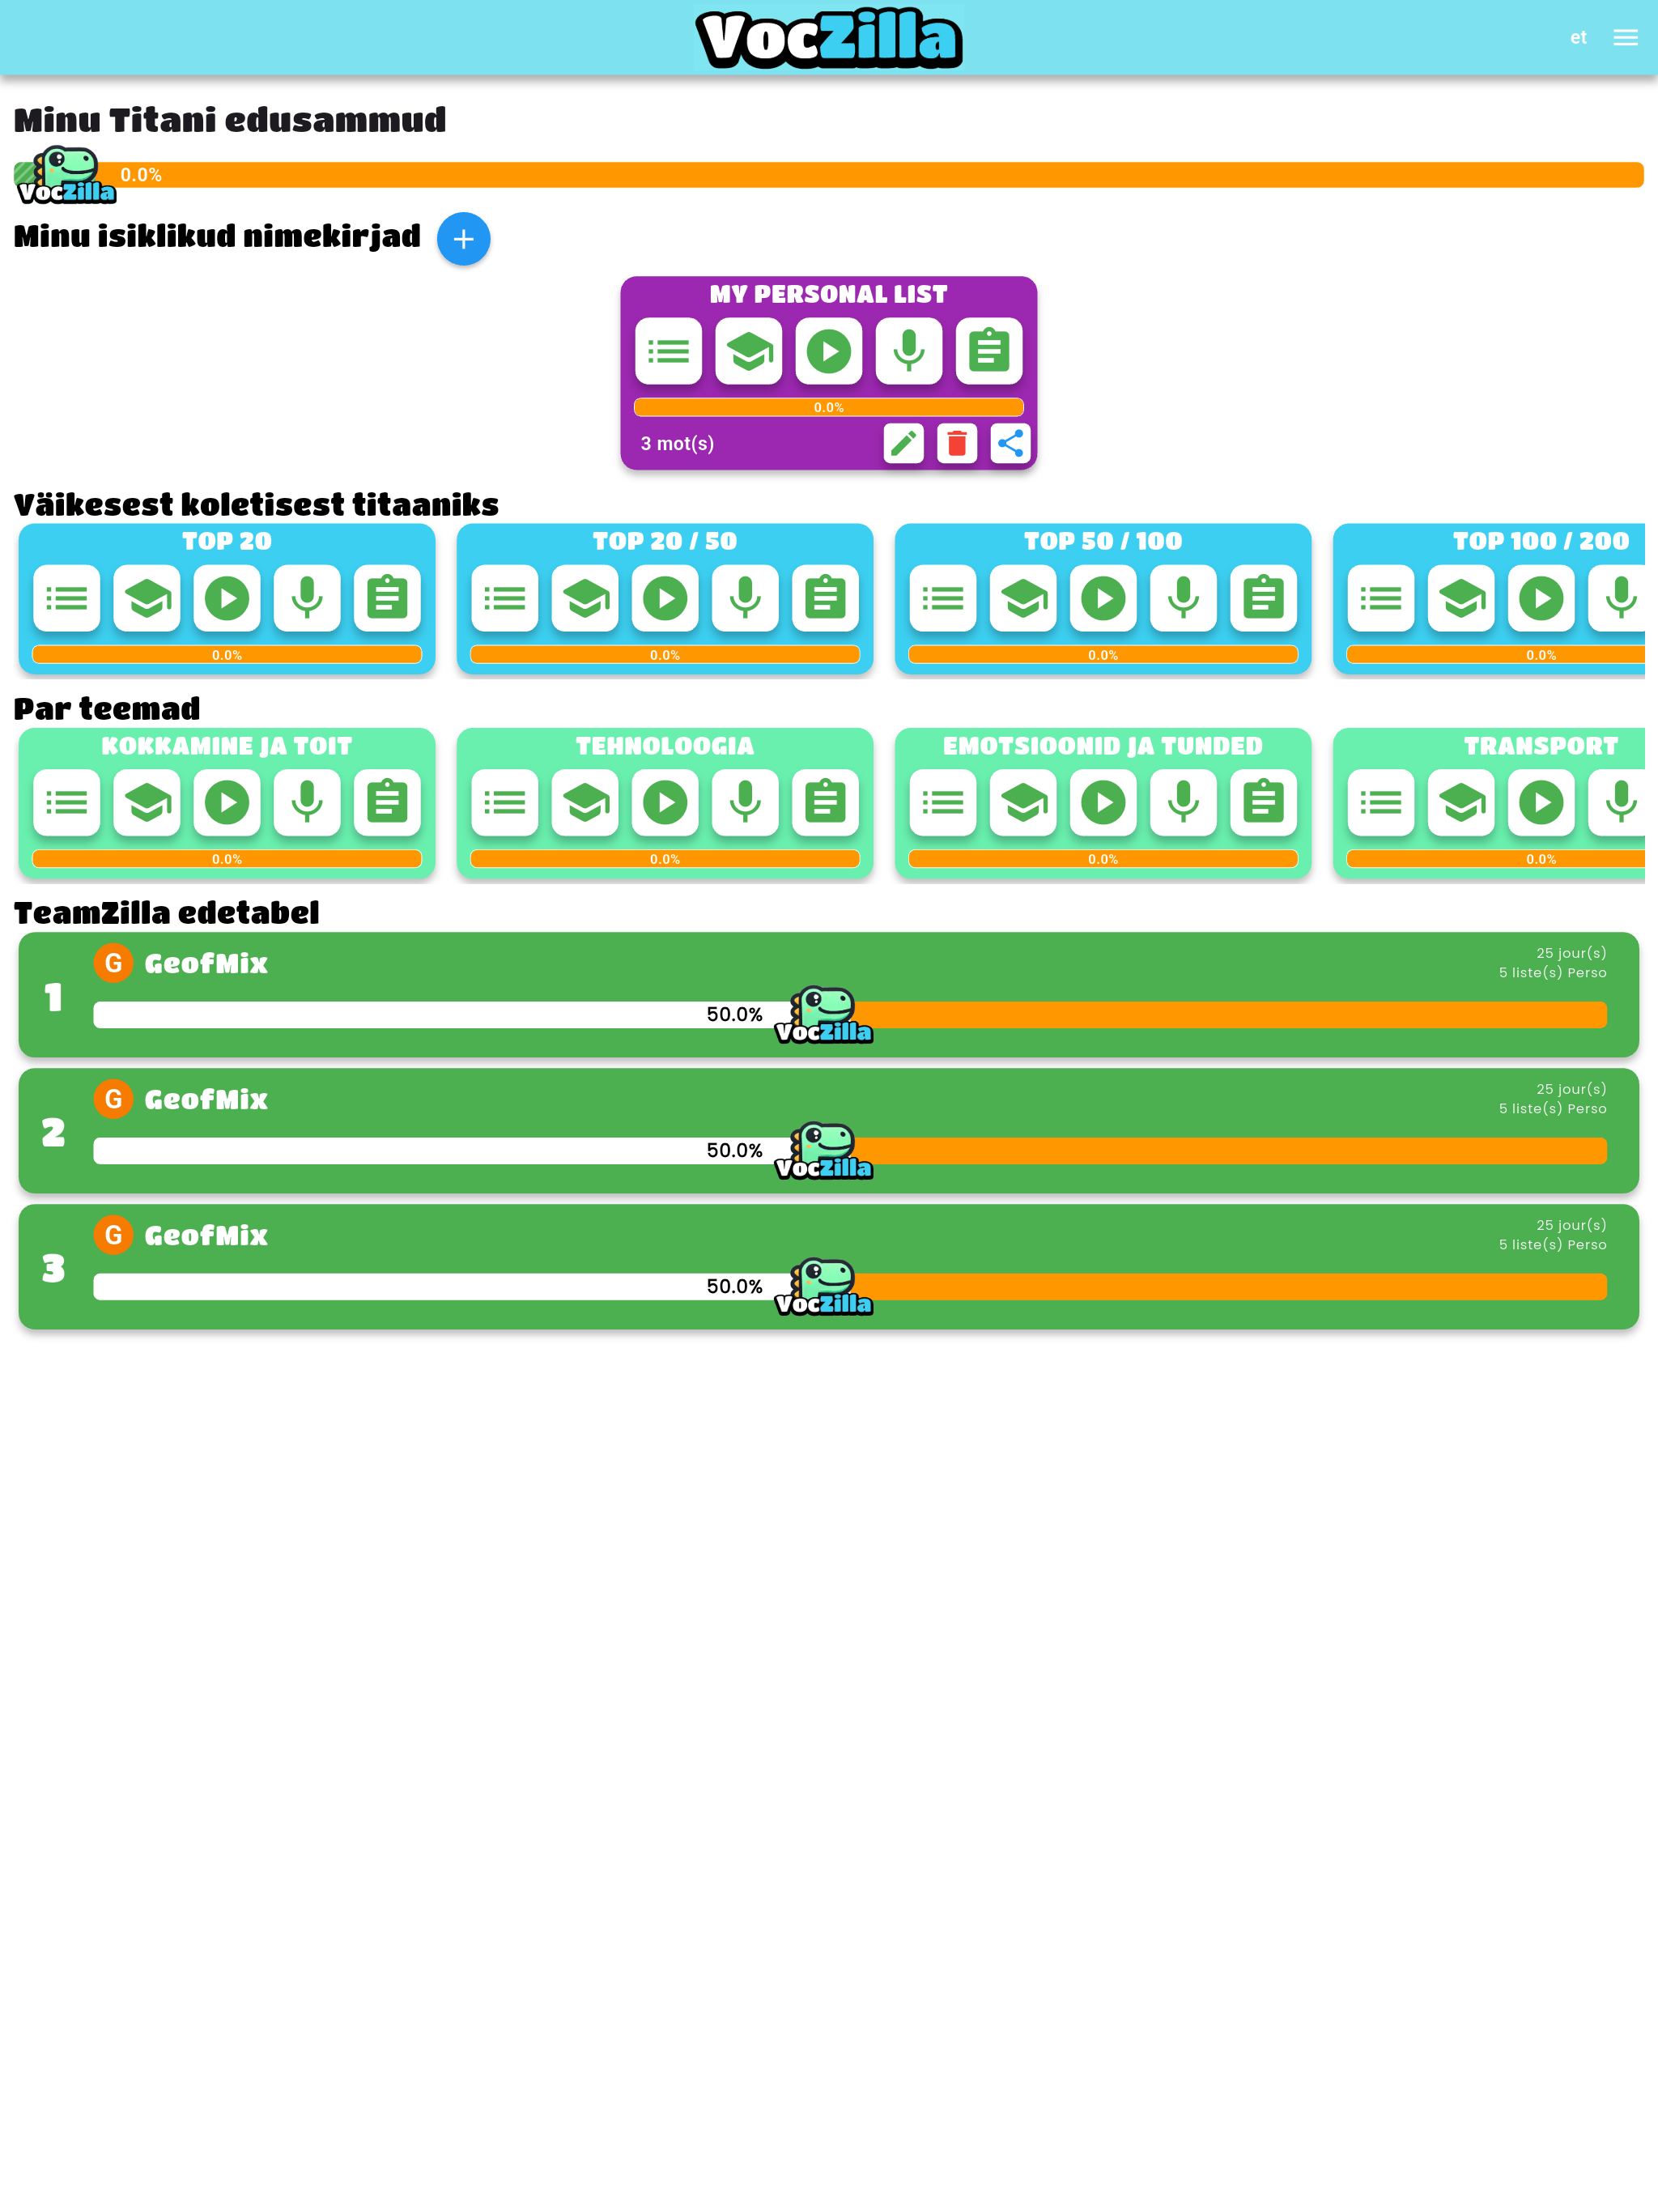 VocZilla
et
Minu Titani edusammud
VocZilla
0.0%
Minu isiklikud nimekirjad
MY PERSONAL LIST
0.0%
3 mot(s)
Väikesest koletisest titaaniks
TOP 20
TOP 20 / 50
TOP 50 / 100
TOP 100 / 200
0.0%
0.0%
0.0%
0.0%
Par teemad
KOKKAMINE JA TOIT
TEHNOLOOGIA
EMOTSIOONID JA TUNDED
TRANSPORT
0.0%
0.0%
0.0%
0.0%
TeamZilla edetabel
1
G
GeofMix
25 jour(s)
5 liste(s) Perso
50.0%
VocZilla
2
G
GeofMix
25 jour(s)
5 liste(s) Perso
50.0%
VocZilla
3
G
GeofMix
25 jour(s)
5 liste(s) Perso
50.0%
VocZilla